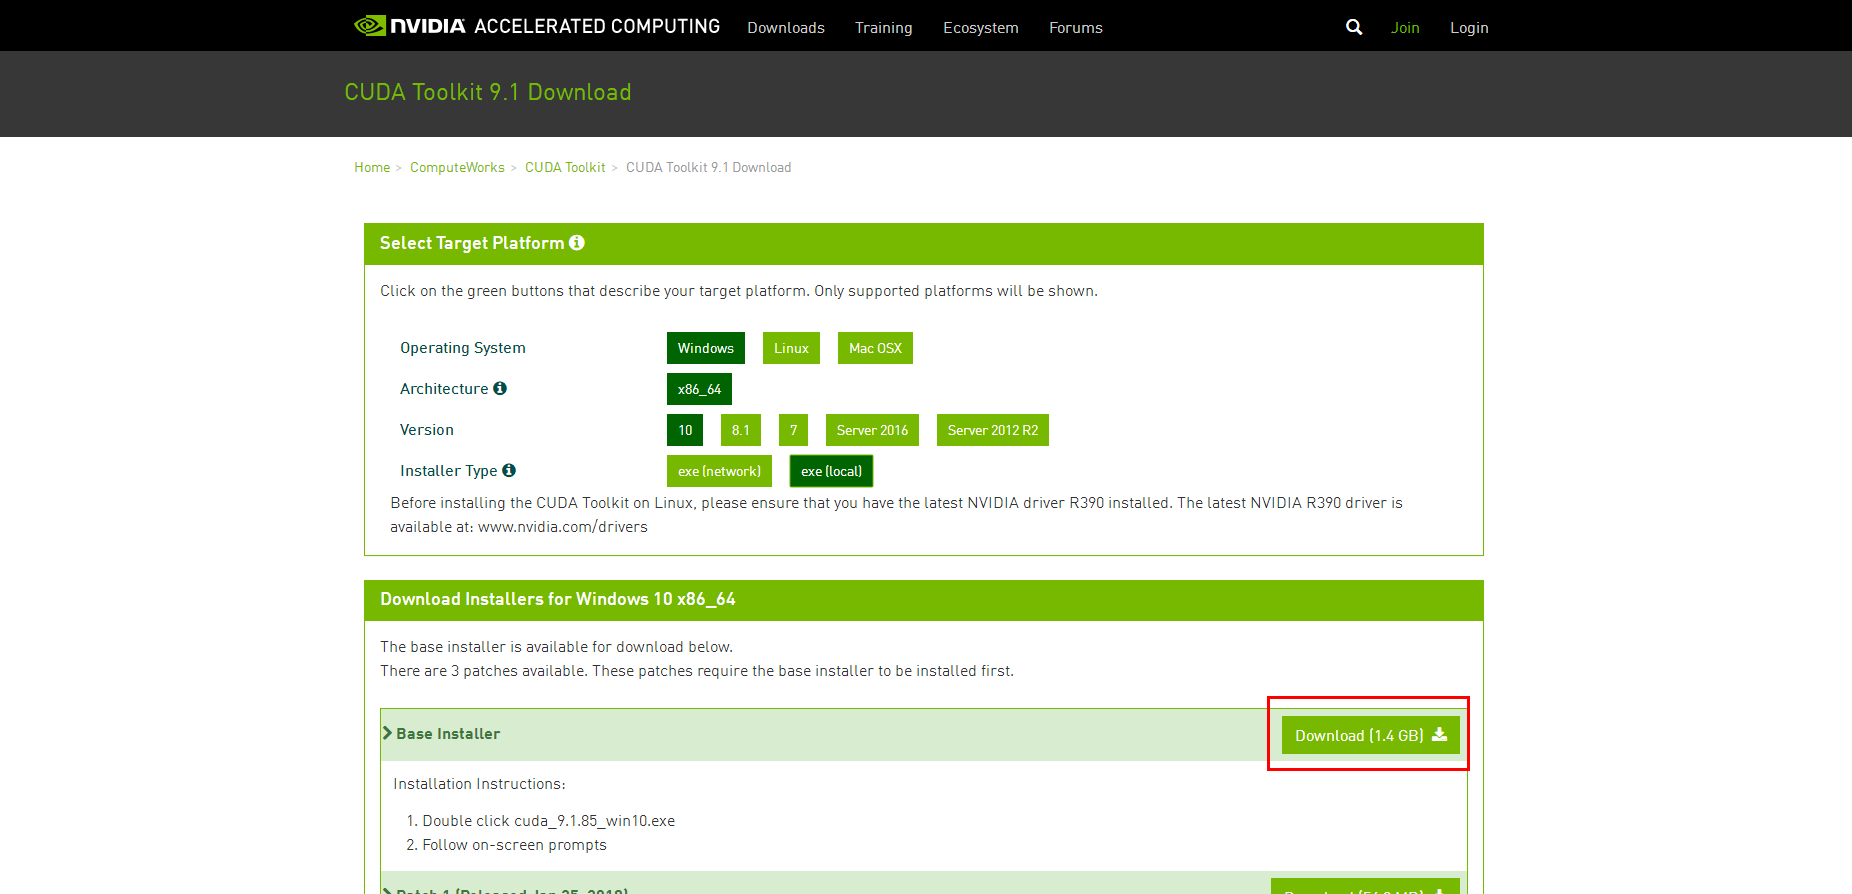 NVIDIA ACCELERATED COMPUTING Downloads Training Ecosystem Forums Join Login
CUDA Toolkit 9.1 Download
Home > ComputeWorks > CUDA Toolkit > CUDA Toolkit 9.1 Download
Select Target Platform
Click on the green buttons that describe your target platform. Only supported platforms will be shown.
Operating System Windows Linux Mac OSX
Architecture x86_64
Version 10 8.1 7 Server 2016 Server 2012 R2
Installer Type exe (network) exe (local)
Before installing the CUDA Toolkit on Linux, please ensure that you have the latest NVIDIA driver R390 installed. The latest NVIDIA R390 driver is
available at: www.nvidia.com/drivers
Download Installers for Windows 10 x86_64
The base installer is available for download below.
There are 3 patches available. These patches require the base installer to be installed first.
Base Installer Download (1.4 GB)
Installation Instructions:
1. Double click cuda_9.1.85_win10.exe
2. Follow on-screen prompts
Patch 1 (Released Jan 25, 2018) Download